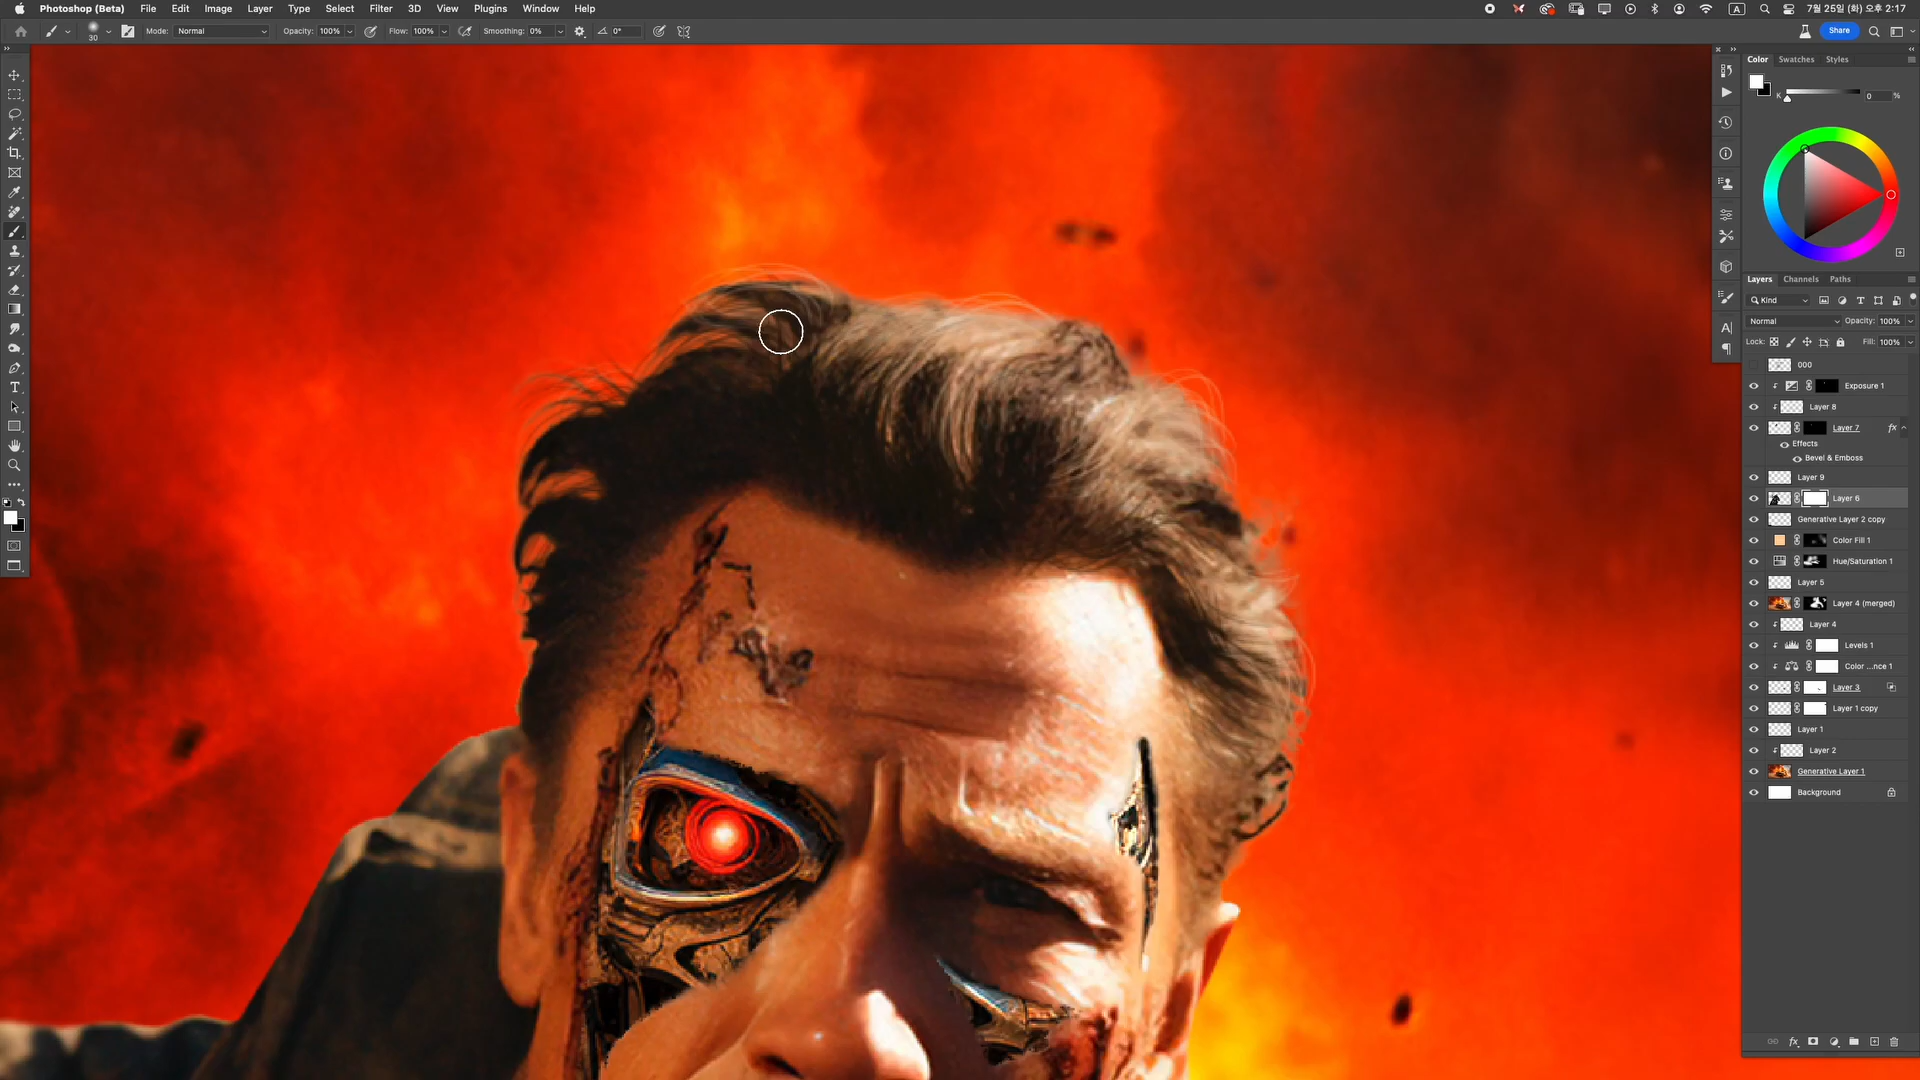 Photoshop (Beta) File Edit Image Layer Type Select Filter 3D View Plugins Window Help
A 7월 25일 (화) 오후 2:17
30 Mode: Normal Opacity: 100% Flow: 100% Smoothing: 0% 0° Share
Color Swatches Styles
K 0 %
Layers Channels Paths
Kind
Normal Opacity: 100%
Lock: Fill: 100%
000
Exposure 1
Layer 8
Layer 7 fx
Effects
Bevel & Emboss
Layer 9
Layer 6
Generative Layer 2 copy
Color Fill 1
Hue/Saturation 1
Layer 5
Layer 4 (merged)
Layer 4
Levels 1
Color ...nce 1
Layer 3
Layer 1 copy
Layer 1
Layer 2
Generative Layer 1
Background
fx